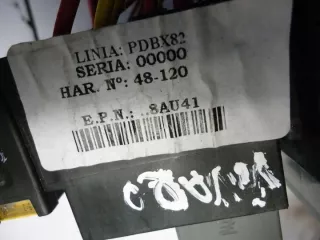 LINIA: PDBX82
SERIA: 00000
HAR. Nº: 48-120
E.P.N.: 8AU41